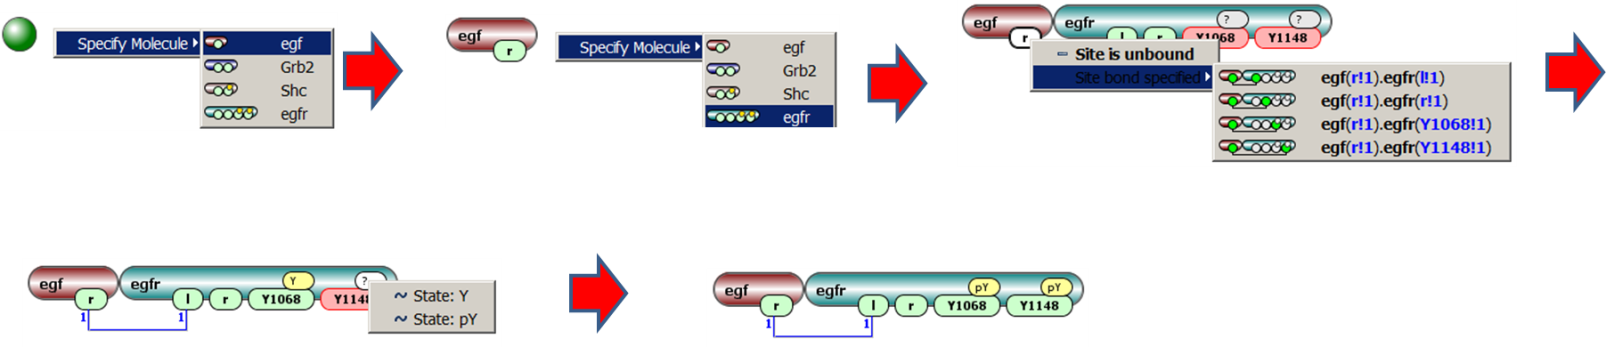 Specify Molecule
egf
Grb2
Shc
egfr
egf
r
Specify Molecule
egf
Grb2
Shc
egfr
egf
egfr
? ?
r l r Y1068 Y1148
Site is unbound
Site bond specified
egf(r!1).egfr(l!1)
egf(r!1).egfr(r!1)
egf(r!1).egfr(Y1068!1)
egf(r!1).egfr(Y1148!1)
egf egfr Y ?
r l r Y1068 Y114
1 1
~ State: Y
~ State: pY
egf egfr pY pY
r l r Y1068 Y1148
1 1